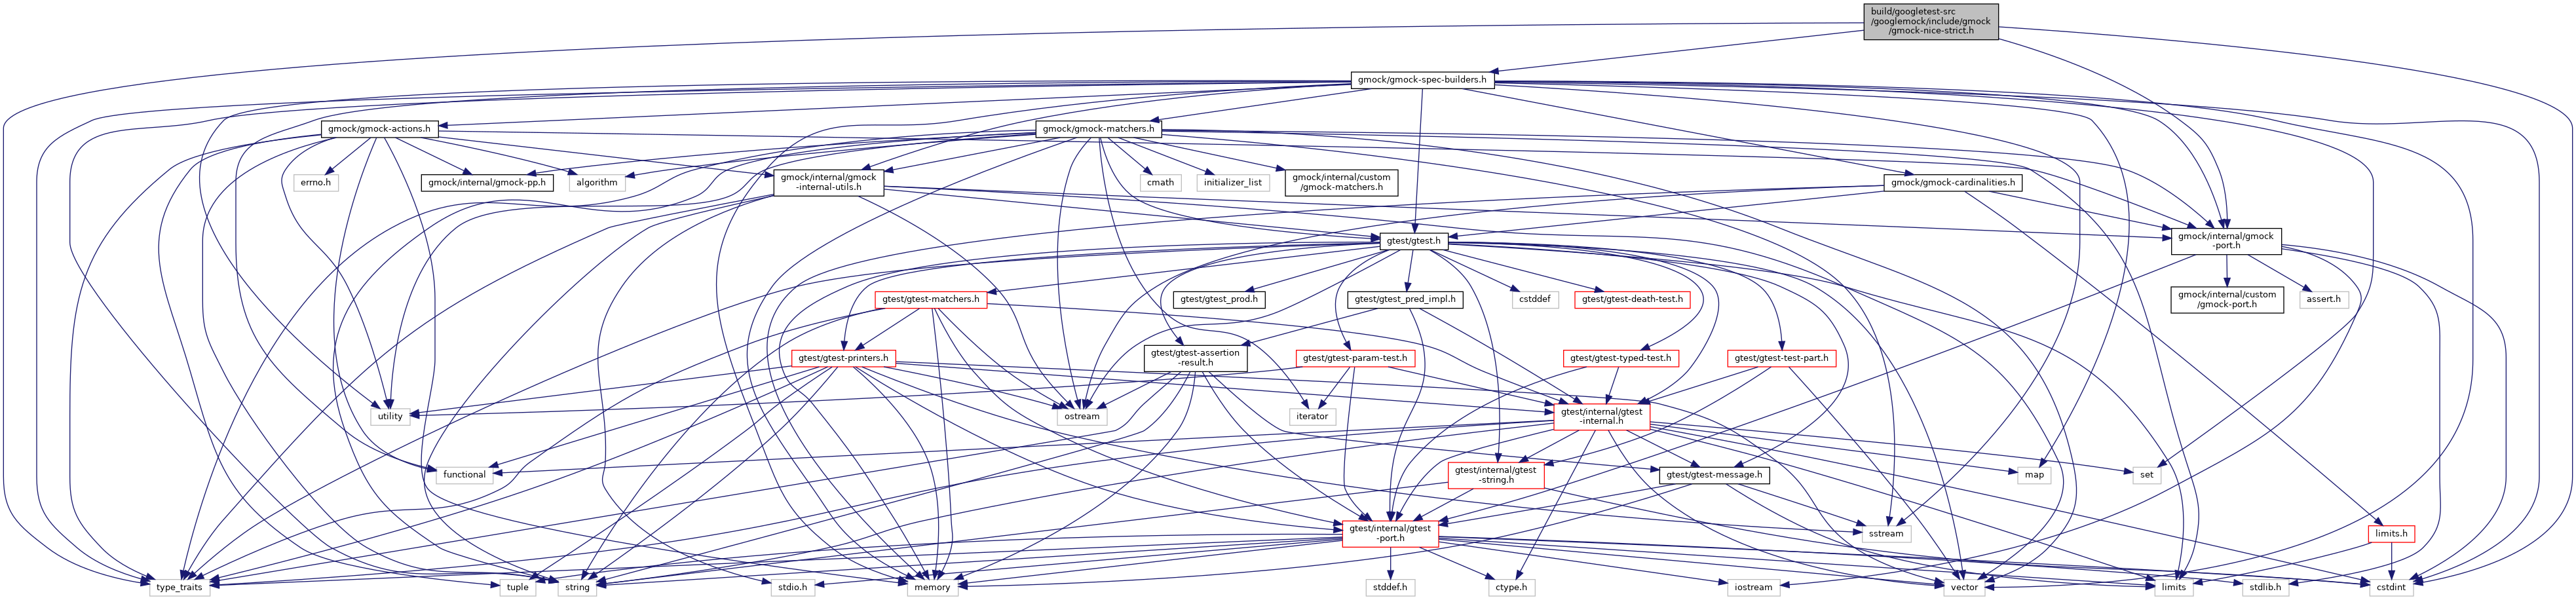 build/googletest-src
/googlemock/include/gmock
/gmock-nice-strict.h
gmock/gmock-spec-builders.h
gmock/gmock-actions.h
gmock/gmock-matchers.h
errno.h
gmock/internal/gmock-pp.h
algorithm
gmock/internal/gmock
-internal-utils.h
cmath
initializer_list
gmock/internal/custom
/gmock-matchers.h
gmock/gmock-cardinalities.h
gtest/gtest.h
gmock/internal/gmock
-port.h
gtest/gtest-matchers.h
gtest/gtest_prod.h
gtest/gtest_pred_impl.h
cstddef
gtest/gtest-death-test.h
gmock/internal/custom
/gmock-port.h
assert.h
gtest/gtest-printers.h
gtest/gtest-assertion
-result.h
gtest/gtest-param-test.h
gtest/gtest-typed-test.h
gtest/gtest-test-part.h
utility
ostream
iterator
gtest/internal/gtest
-internal.h
functional
gtest/internal/gtest
-string.h
gtest/gtest-message.h
map
set
gtest/internal/gtest
-port.h
sstream
limits.h
type_traits
tuple
string
stdio.h
memory
stddef.h
ctype.h
iostream
vector
limits
stdlib.h
cstdint